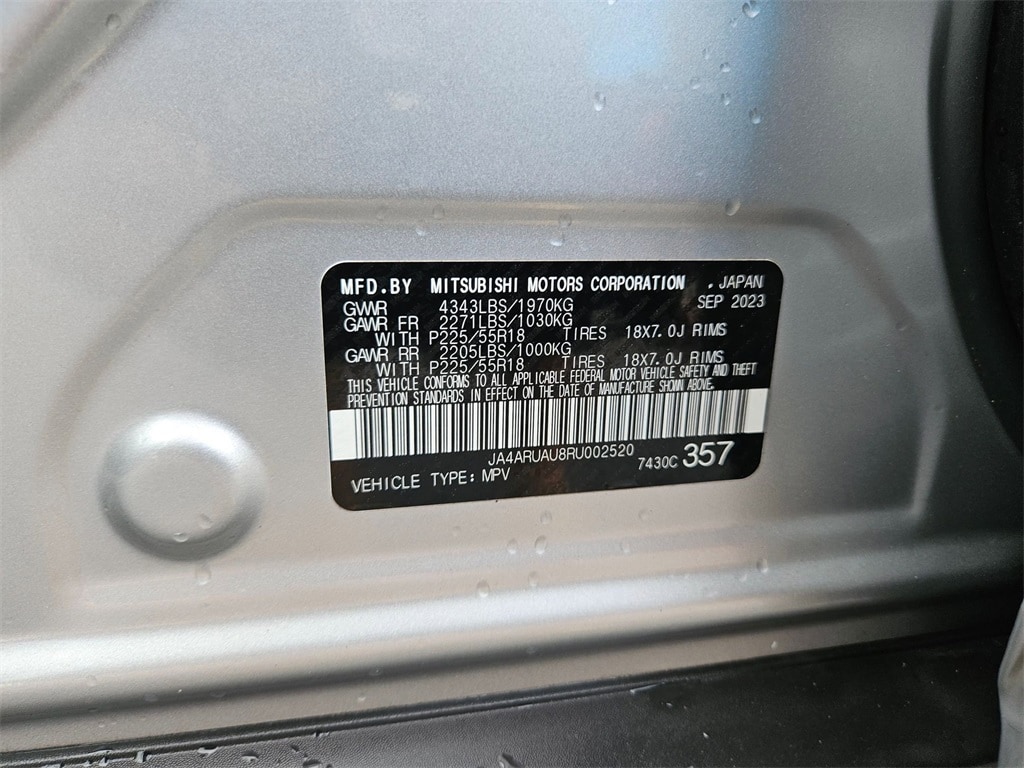 MFD.BY MITSUBISHI MOTORS CORPORATION . JAPAN
GVWR 4343LBS/1970KG SEP 2023
GAWR FR 2271LBS/1030KG
WITH P225/55R18 TIRES 18X7.0J RIMS
GAWR RR 2205LBS/1000KG
WITH P225/55R18 TIRES 18X7.0J RIMS
THIS VEHICLE CONFORMS TO ALL APPLICABLE FEDERAL MOTOR VEHICLE SAFETY AND THEFT
PREVENTION STANDARDS IN EFFECT ON THE DATE OF MANUFACTURE SHOWN ABOVE.
JA4ARUAU8RU002520
7430C 357
VEHICLE TYPE: MPV